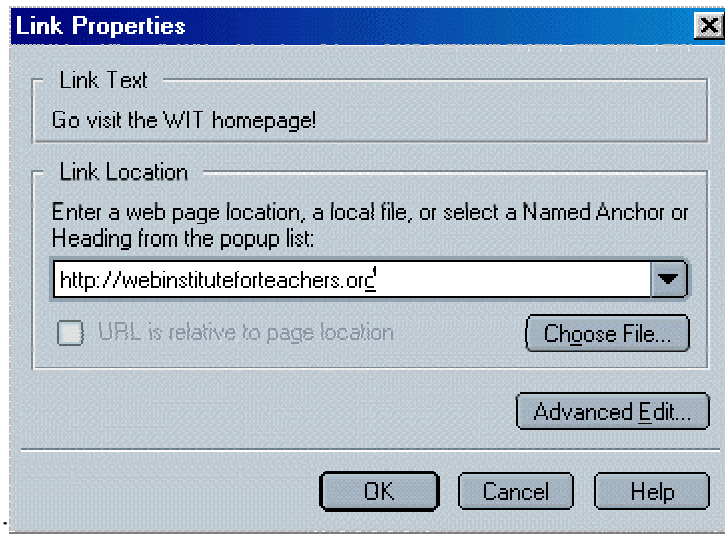 Link Properties
Link Text
Go visit the WIT homepage!
Link Location
Enter a web page location, a local file, or select a Named Anchor or
Heading from the popup list:
http://webinstituteforteachers.org
URL is relative to page location
Choose File...
Advanced Edit...
OK Cancel Help